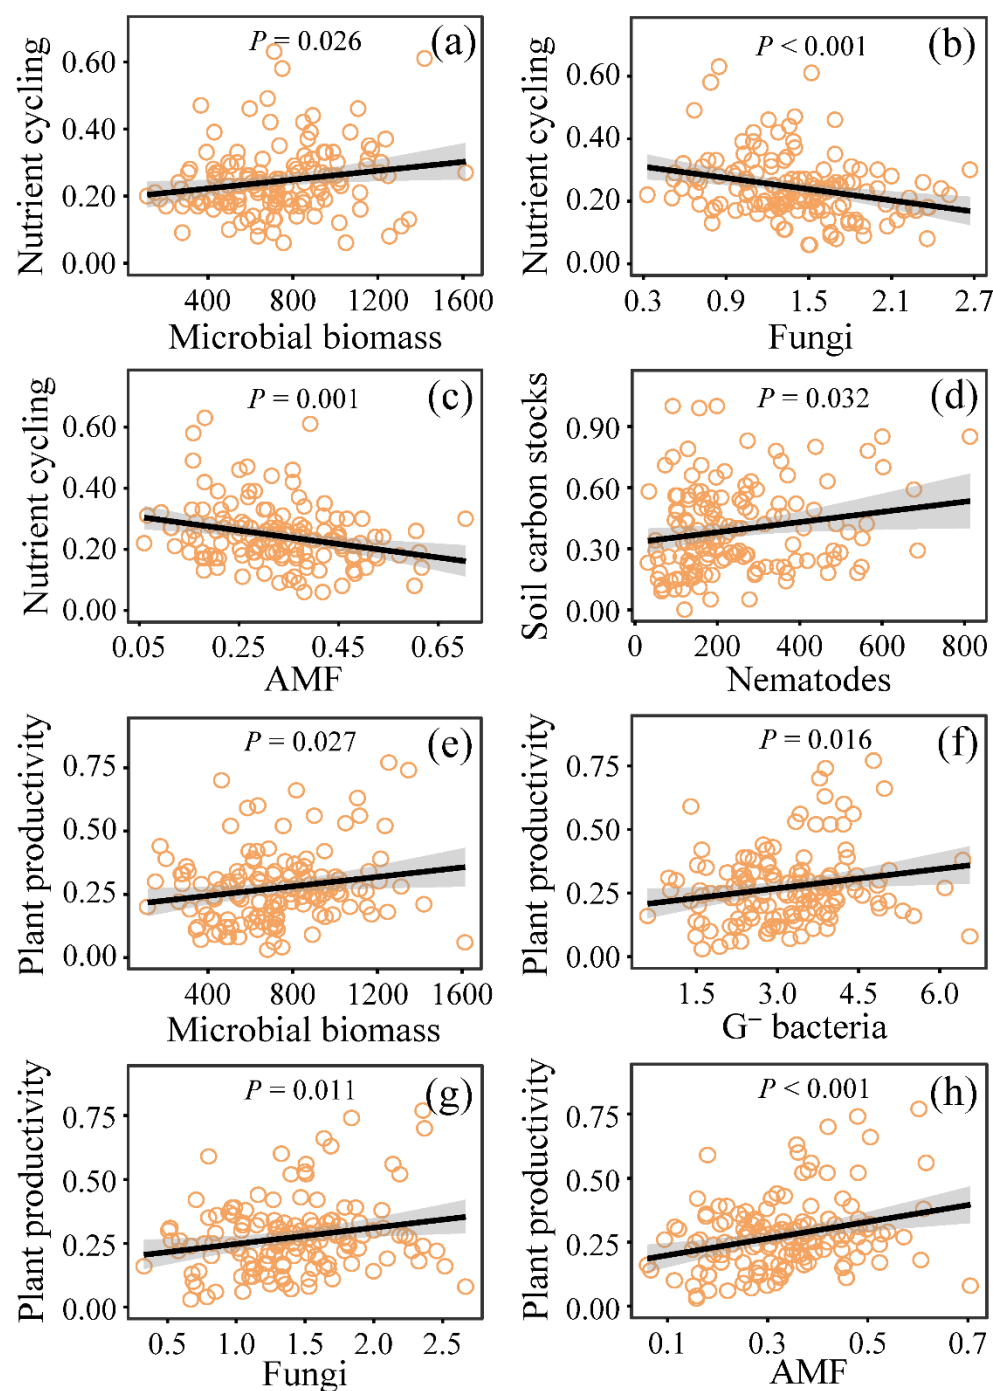 P = 0.026
(a)
Nutrient cycling
0.60
0.40
0.20
0.00
400 800 1200 1600
Microbial biomass
P < 0.001
(b)
Nutrient cycling
0.60
0.40
0.20
0.00
0.3 0.9 1.5 2.1 2.7
Fungi
P = 0.001
(c)
Nutrient cycling
0.60
0.40
0.20
0.00
0.05 0.25 0.45 0.65
AMF
P = 0.032
(d)
Soil carbon stocks
0.90
0.60
0.30
0.00
0 200 400 600 800
Nematodes
P = 0.027
(e)
Plant productivity
0.75
0.50
0.25
0.00
400 800 1200 1600
Microbial biomass
P = 0.016
(f)
Plant productivity
0.75
0.50
0.25
0.00
1.5 3.0 4.5 6.0
G⁻ bacteria
P = 0.011
(g)
Plant productivity
0.75
0.50
0.25
0.00
0.5 1.0 1.5 2.0 2.5
Fungi
P < 0.001
(h)
Plant productivity
0.75
0.50
0.25
0.00
0.1 0.3 0.5 0.7
AMF